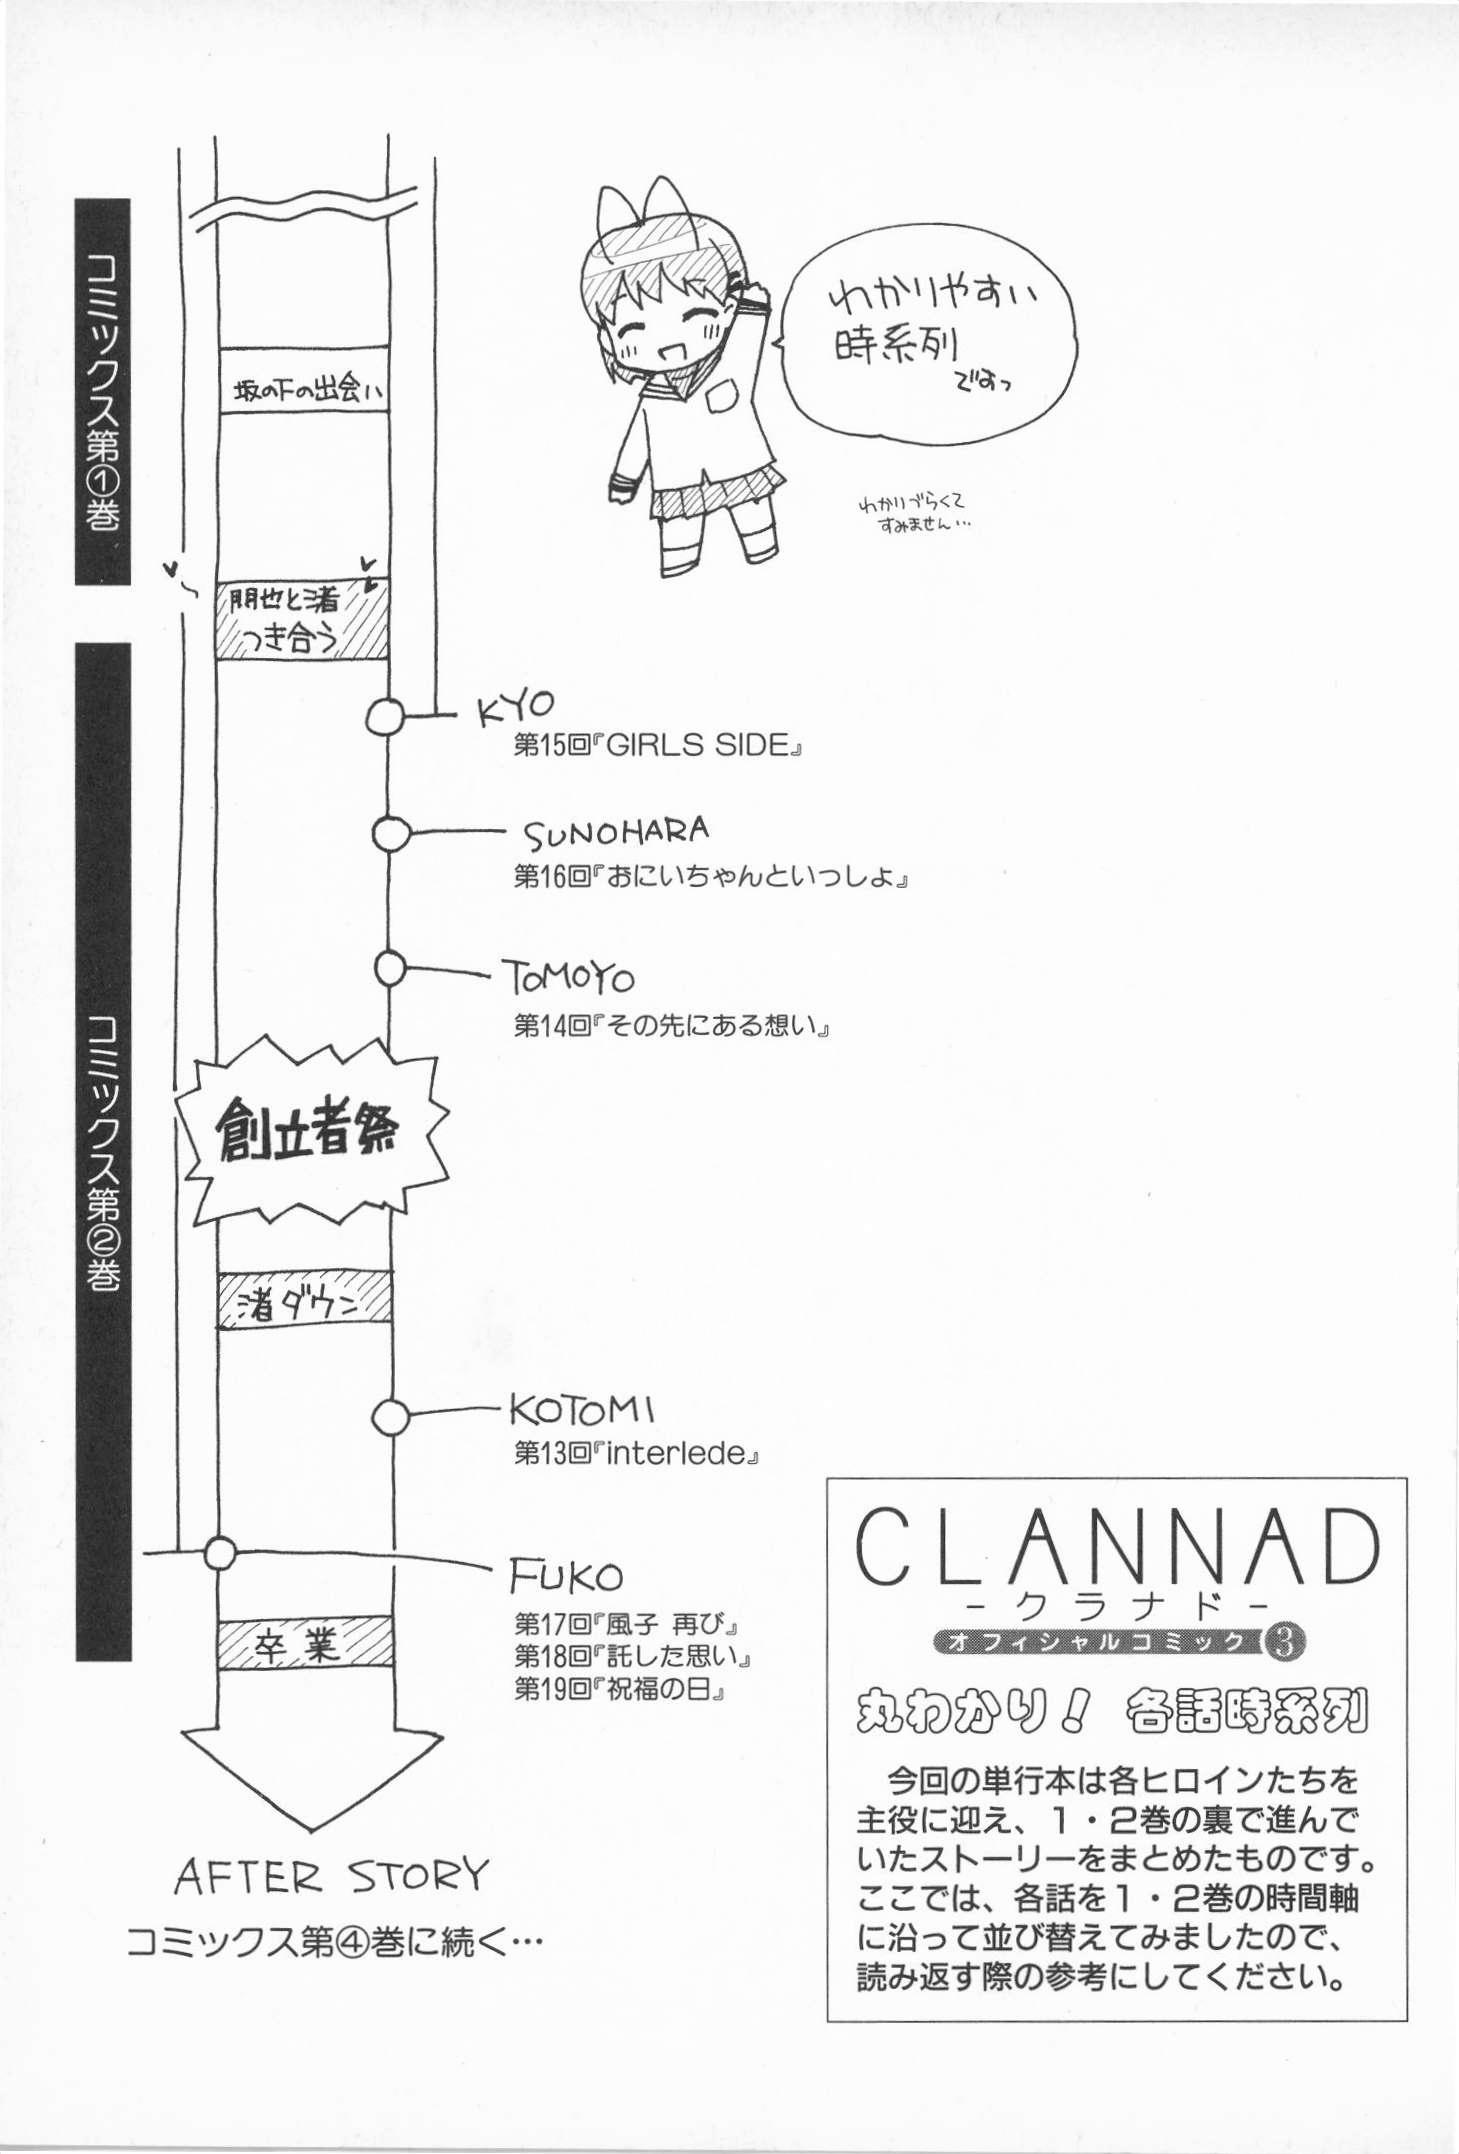 コミックス第①巻
坂の下の出会い
朋也と渚
つき合う
わかりやすい
時系列
ですっ
わかりづらくて
すみません…
コミックス第②巻
KYO
第15回『GIRLS SIDE』
SUNOHARA
第16回『おにいちゃんといっしょ』
TOMOYO
第14回『その先にある想い』
創立者祭
渚ダウン
KOTOMI
第13回『interlede』
FUKO
第17回『風子 再び』
第18回『託した思い』
第19回『祝福の日』
卒業
AFTER STORY
コミックス第④巻に続く…
CLANNAD
-クラナド-
オフィシャルコミック3
丸わかり! 各話時系列
今回の単行本は各ヒロインたちを
主役に迎え、1・2巻の裏で進んで
いたストーリーをまとめたものです。
ここでは、各話を1・2巻の時間軸
に沿って並び替えてみましたので、
読み返す際の参考にしてください。